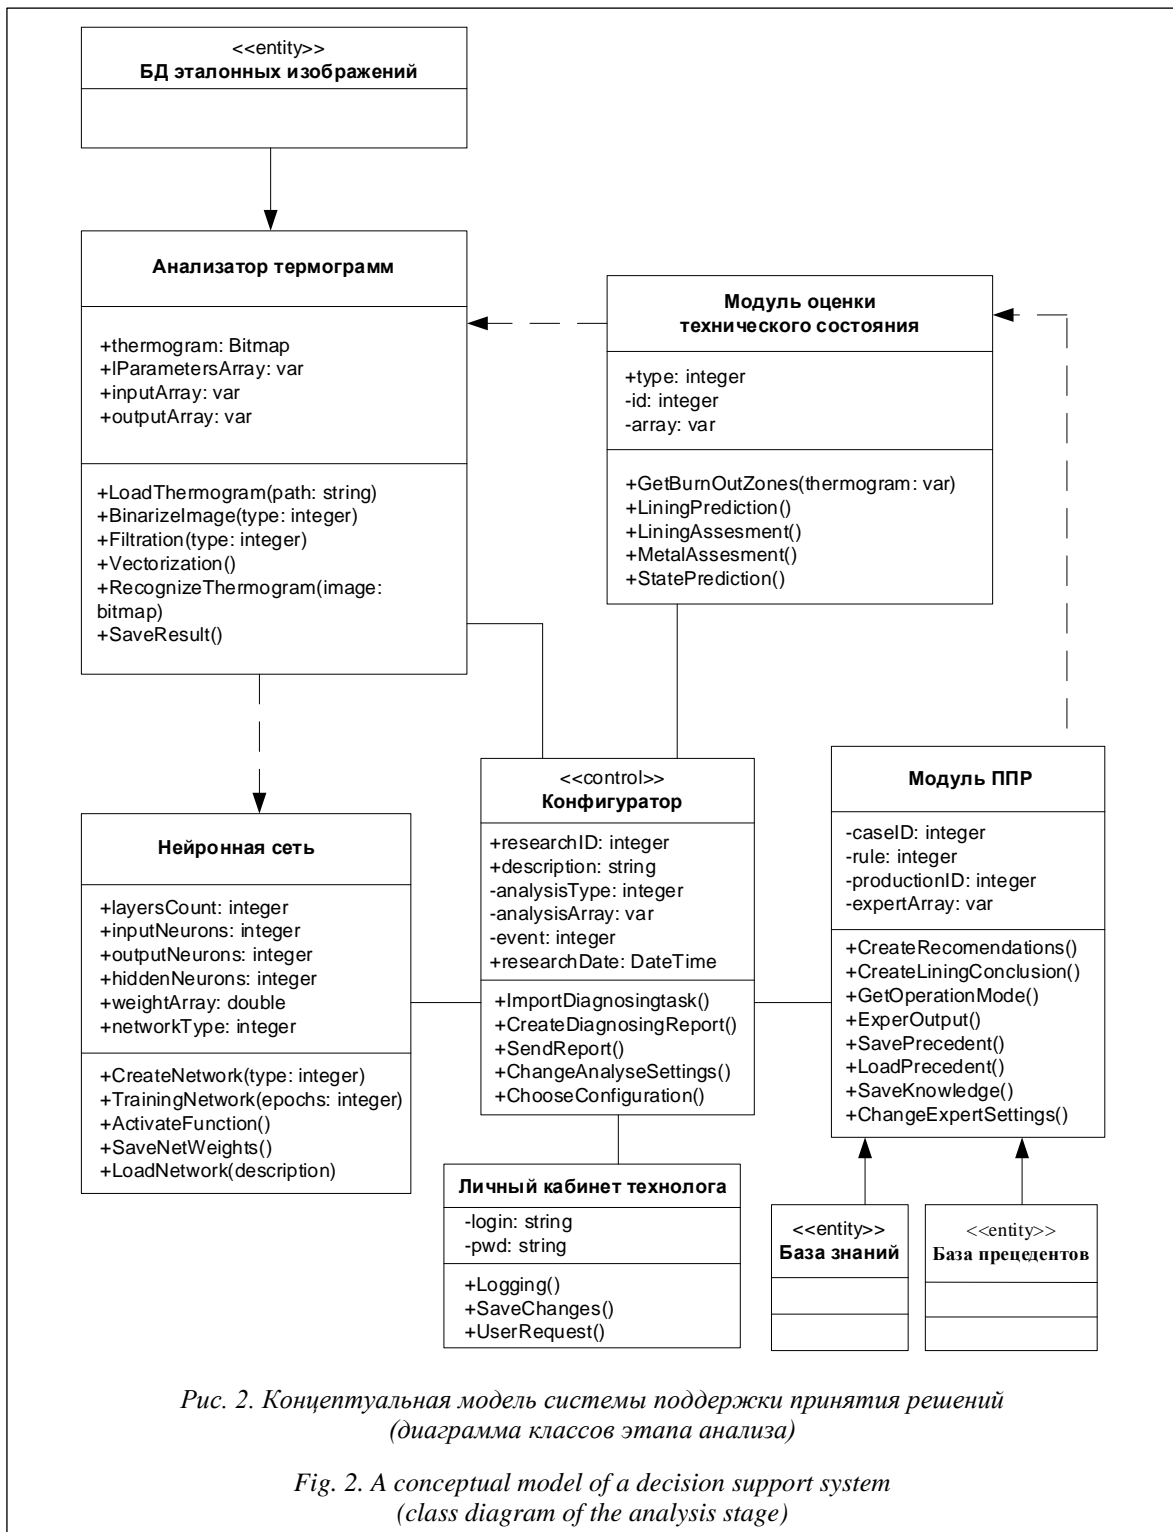 <<entity>>
БД эталонных изображений
Анализатор термограмм
+thermogram: Bitmap
+IParametersArray: var
+inputArray: var
+outputArray: var
+LoadThermogram(path: string)
+BinarizeImage(type: integer)
+Filtration(type: integer)
+Vectorization()
+RecognizeThermogram(image:
bitmap)
+SaveResult()
Модуль оценки
технического состояния
+type: integer
-id: integer
-array: var
+GetBurnOutZones(thermogram: var)
+LiningPrediction()
+LiningAssesment()
+MetalAssesment()
+StatePrediction()
Нейронная сеть
+layersCount: integer
+inputNeurons: integer
+outputNeurons: integer
+hiddenNeurons: integer
+weightArray: double
+networkType: integer
+CreateNetwork(type: integer)
+TrainingNetwork(epochs: integer)
+ActivateFunction()
+SaveNetWeights()
+LoadNetwork(description)
<<control>>
Конфигуратор
+researchID: integer
+description: string
-analysisType: integer
-analysisArray: var
-event: integer
+researchDate: DateTime
+ImportDiagnosingtask()
+CreateDiagnosingReport()
+SendReport()
+ChangeAnalyseSettings()
+ChooseConfiguration()
Модуль ППР
-caseID: integer
-rule: integer
-productionID: integer
-expertArray: var
+CreateRecomendations()
+CreateLiningConclusion()
+GetOperationMode()
+ExperOutput()
+SavePrecedent()
+LoadPrecedent()
+SaveKnowledge()
+ChangeExpertSettings()
Личный кабинет технолога
-login: string
-pwd: string
+Logging()
+SaveChanges()
+UserRequest()
<<entity>>
База знаний
<<entity>>
База прецедентов
Рис. 2. Концептуальная модель системы поддержки принятия решений
(диаграмма классов этапа анализа)
Fig. 2. A conceptual model of a decision support system
(class diagram of the analysis stage)